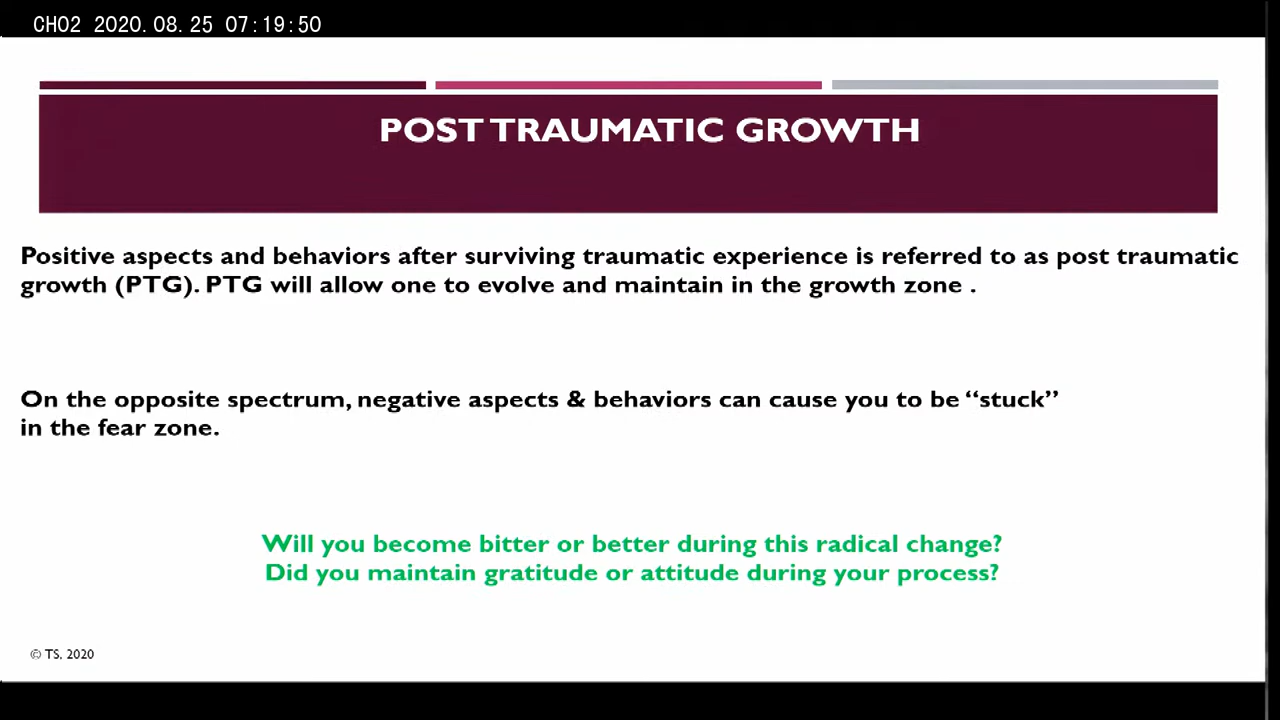 CH02 2020.08.25 07:19:50
POST TRAUMATIC GROWTH
Positive aspects and behaviors after surviving traumatic experience is referred to as post traumatic
growth (PTG). PTG will allow one to evolve and maintain in the growth zone .
On the opposite spectrum, negative aspects & behaviors can cause you to be “stuck”
in the fear zone.
Will you become bitter or better during this radical change?
Did you maintain gratitude or attitude during your process?
© TS. 2020